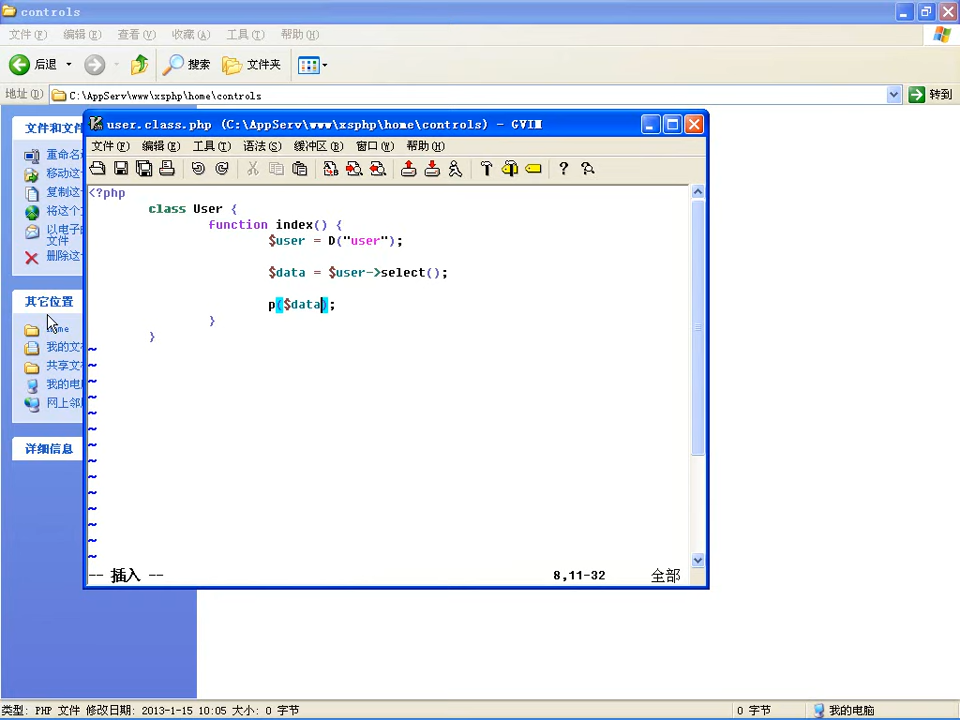 controls
文件(F) 编辑(E) 查看(V) 收藏(A) 工具(T) 帮助(H)
后退 搜索 文件夹
地址(D) C:\AppServ\www\xsphp\home\controls 转到
user.class.php (C:\AppServ\www\xsphp\home\controls) - GVIM
文件(F) 编辑(E) 工具(T) 语法(S) 缓冲区(B) 窗口(W) 帮助(H)
文件和文件
重命名
移动这
复制这
将这个
以电子
文件
删除这
其它位置
我的文
共享文
我的电
网上邻
详细信息
<?php
class User {
function index() {
$user = D("user");
$data = $user->select();
p($data);
}
}
~
~
~
~
~
~
~
~
~
~
~
~
~
~
-- 插入 -- 8,11-32 全部
类型: PHP 文件 修改日期: 2013-1-15 10:05 大小: 0 字节 0 字节 我的电脑